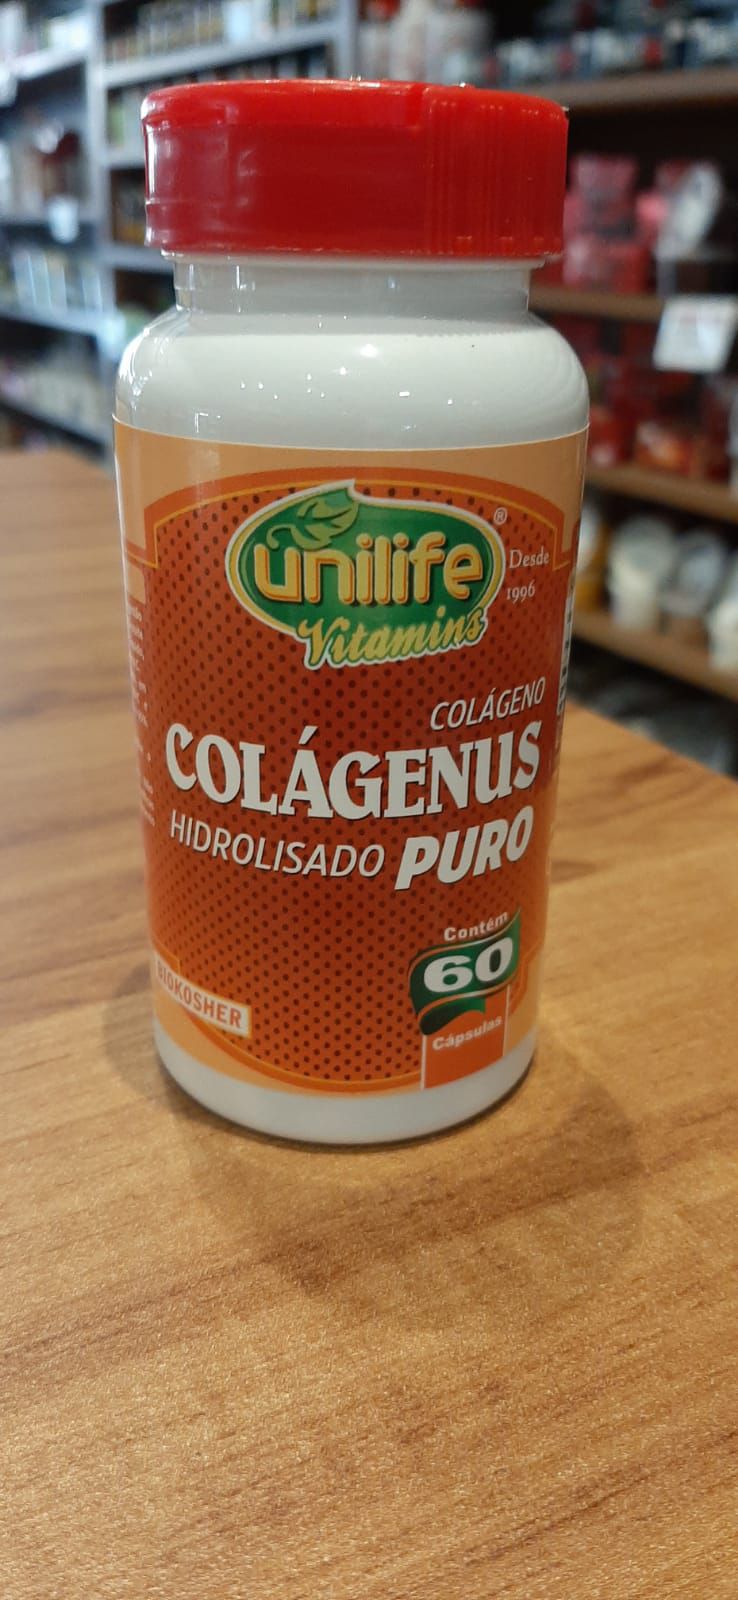 unilife®
Vitamins
Desde
1996
COLÁGENO
COLÁGENUS
HIDROLISADO PURO
Contém
60
Cápsulas
BIOKOSHER